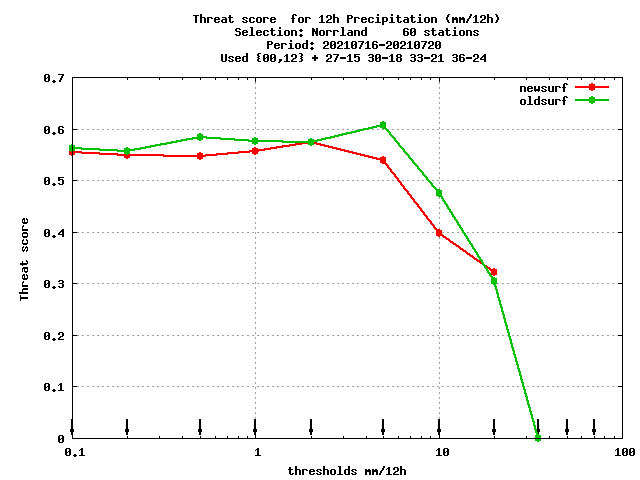 Threat score  for 12h Precipitation (mm/12h)
Selection: Norrland     60 stations
Period: 20210716-20210720
Used {00,12} + 27-15 30-18 33-21 36-24
newsurf
oldsurf
0.7
0.6
0.5
0.4
0.3
0.2
0.1
0
Threat score
0.1 1 10 100
thresholds mm/12h